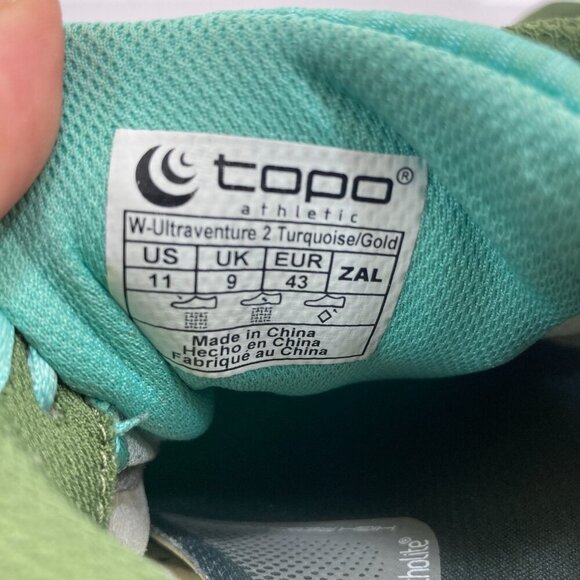 topo®
athletic
W-Ultraventure 2 Turquoise/Gold
US UK EUR ZAL
11 9 43
Made in China
Hecho en China
Fabriqué au China